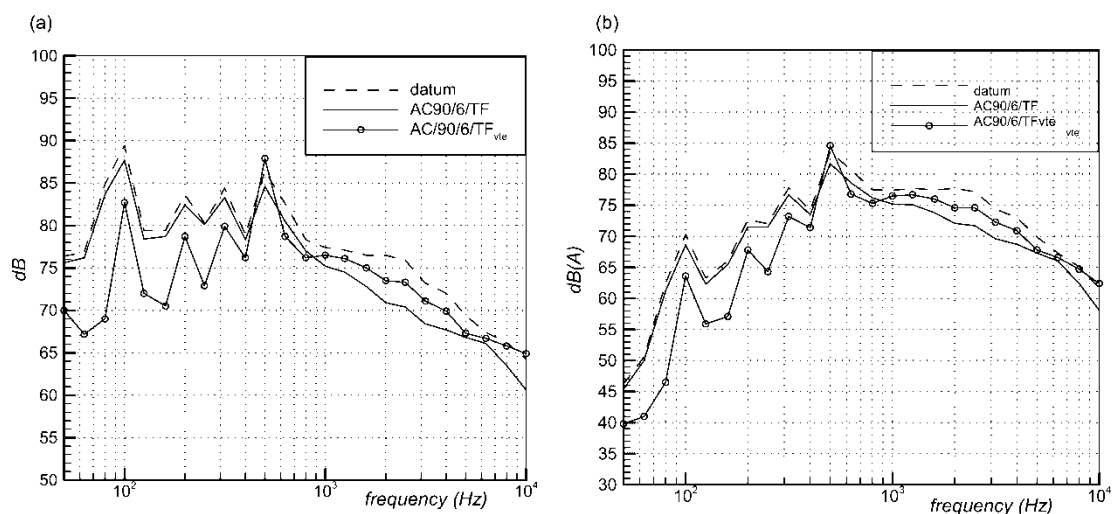 (a)
100
95
90
85
80
75
70
65
60
55
50
dB
datum
AC90/6/TF
AC/90/6/TFvte
10²
10³
10⁴
frequency (Hz)
(b)
100
95
90
85
80
75
70
65
60
55
50
45
40
35
30
dB(A)
datum
AC90/6/TF
AC90/6/TFvte
vte
10²
10³
10⁴
frequency (Hz)